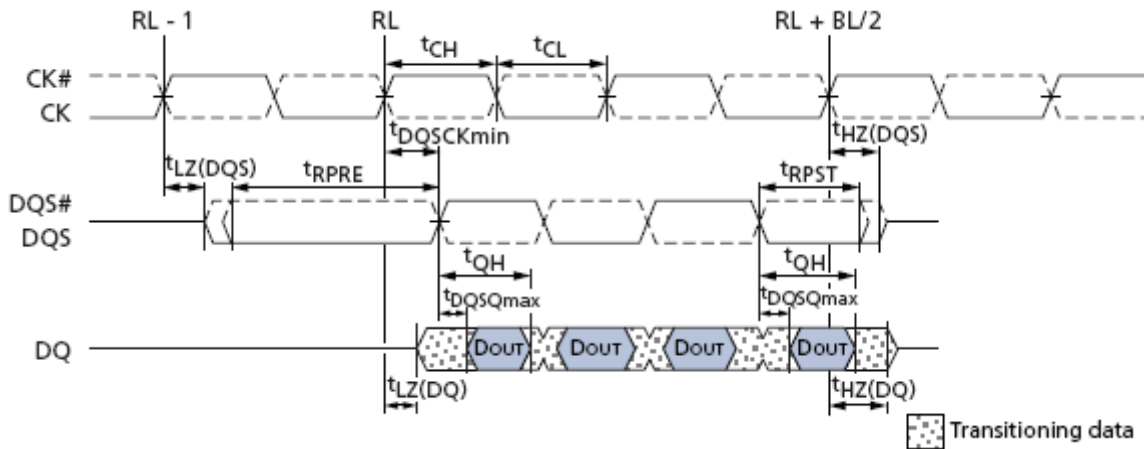 RL - 1 RL RL + BL/2
tCH tCL
CK#
CK
tDQSCKmin tHZ(DQS)
tLZ(DQS) tRPRE tRPST
DQS#
DQS
tQH tQH
tDQSQmax tDQSQmax
DQ DOUT DOUT DOUT DOUT
tLZ(DQ) tHZ(DQ)
Transitioning data